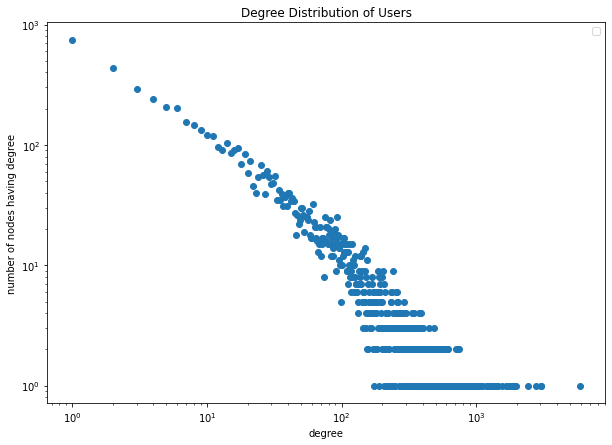 Degree Distribution of Users
10³
10²
10¹
10⁰
number of nodes having degree
10⁰ 10¹ 10² 10³
degree